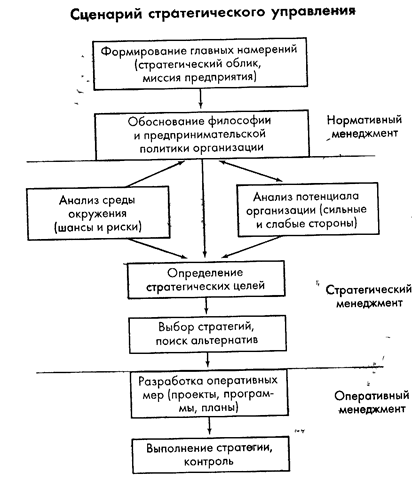 Сценарий стратегического управления
Формирование главных намерений
(стратегический облик,
миссия предприятия)
Обоснование философии
и предпринимательской
политики организации
Нормативный
менеджмент
Анализ среды
окружения
(шансы и риски)
Анализ потенциала
организации (сильные
и слабые стороны)
Определение
стратегических целей
Стратегический
менеджмент
Выбор стратегий,
поиск альтернатив
Разработка оперативных
мер (проекты, програм-
мы, планы)
Оперативный
менеджмент
Выполнение стратегии,
контроль